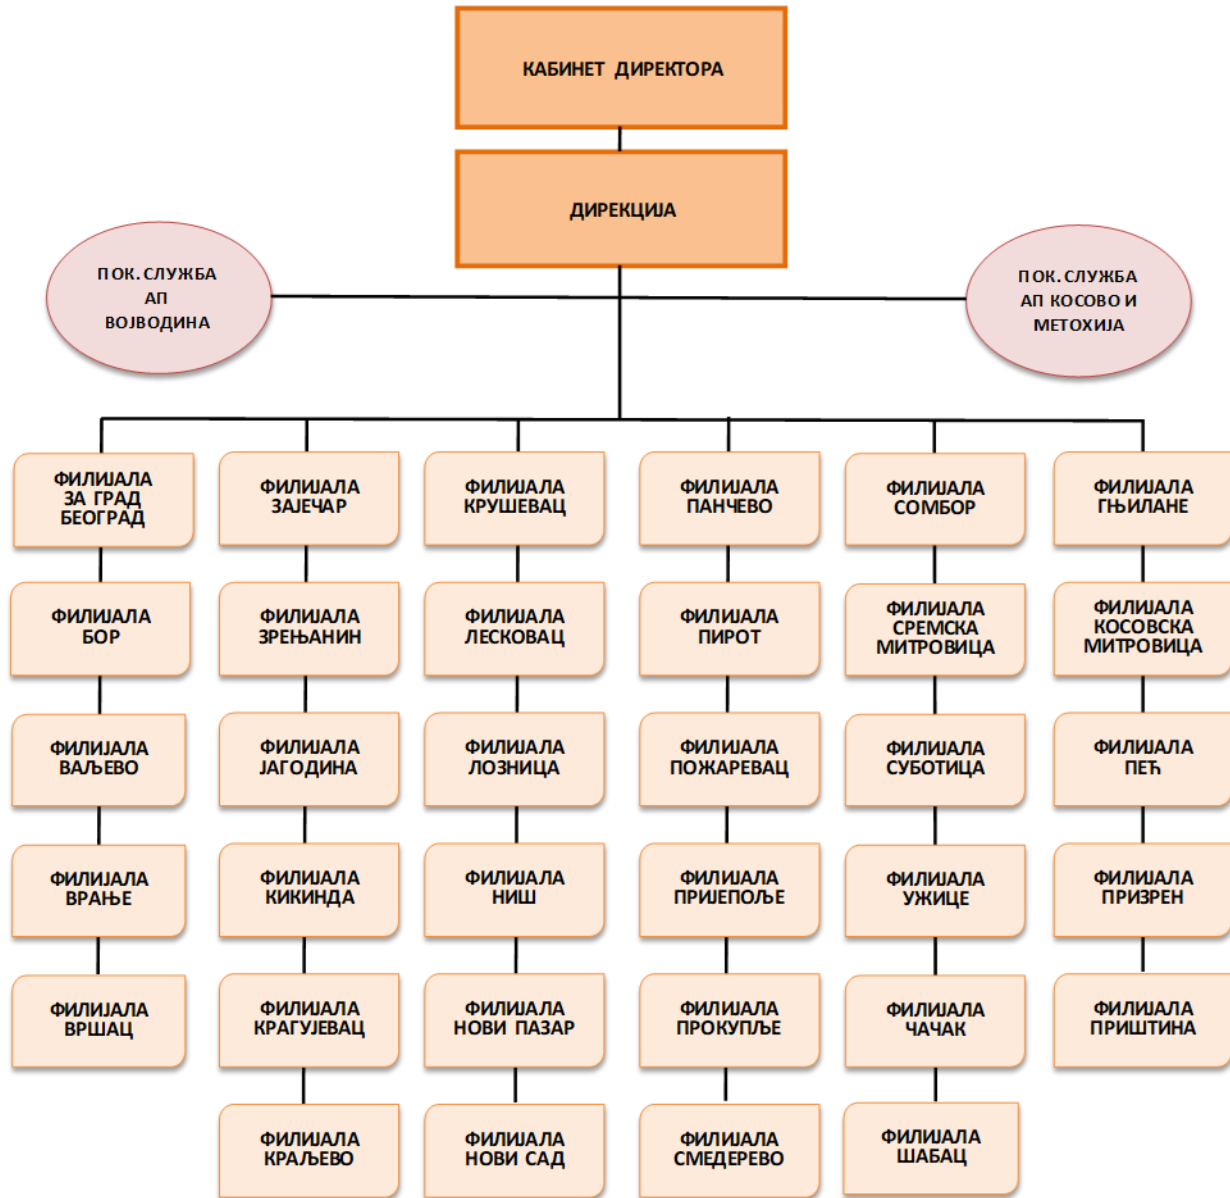 КАБИНЕТ ДИРЕКТОРА
ДИРЕКЦИЈА
ПОК. СЛУЖБА
АП
ВОЈВОДИНА
ПОК. СЛУЖБА
АП КОСОВО И
МЕТОХИЈА
ФИЛИЈАЛА
ЗА ГРАД
БЕОГРАД
ФИЛИЈАЛА
БОР
ФИЛИЈАЛА
ВАЉЕВО
ФИЛИЈАЛА
ВРАЊЕ
ФИЛИЈАЛА
ВРШАЦ
ФИЛИЈАЛА
ЗАЈЕЧАР
ФИЛИЈАЛА
ЗРЕЊАНИН
ФИЛИЈАЛА
ЈАГОДИНА
ФИЛИЈАЛА
КИКИНДА
ФИЛИЈАЛА
КРАГУЈЕВАЦ
ФИЛИЈАЛА
КРАЉЕВО
ФИЛИЈАЛА
КРУШЕВАЦ
ФИЛИЈАЛА
ЛЕСКОВАЦ
ФИЛИЈАЛА
ЛОЗНИЦА
ФИЛИЈАЛА
НИШ
ФИЛИЈАЛА
НОВИ ПАЗАР
ФИЛИЈАЛА
НОВИ САД
ФИЛИЈАЛА
ПАНЧЕВО
ФИЛИЈАЛА
ПИРОТ
ФИЛИЈАЛА
ПОЖАРЕВАЦ
ФИЛИЈАЛА
ПРИЈЕПОЉЕ
ФИЛИЈАЛА
ПРОКУПЉЕ
ФИЛИЈАЛА
СМЕДЕРЕВО
ФИЛИЈАЛА
СОМБОР
ФИЛИЈАЛА
СРЕМСКА
МИТРОВИЦА
ФИЛИЈАЛА
СУБОТИЦА
ФИЛИЈАЛА
УЖИЦЕ
ФИЛИЈАЛА
ЧАЧАК
ФИЛИЈАЛА
ШАБАЦ
ФИЛИЈАЛА
ГЊИЛАНЕ
ФИЛИЈАЛА
КОСОВСКА
МИТРОВИЦА
ФИЛИЈАЛА
ПЕЋ
ФИЛИЈАЛА
ПРИЗРЕН
ФИЛИЈАЛА
ПРИШТИНА